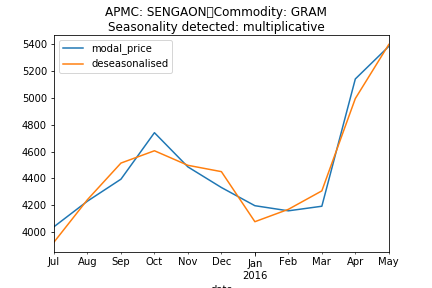 APMC: SENGAON Commodity: GRAM
Seasonality detected: multiplicative
modal_price
deseasonalised
5400
5200
5000
4800
4600
4400
4200
4000
Jul Aug Sep Oct Nov Dec Jan Feb Mar Apr May
2016